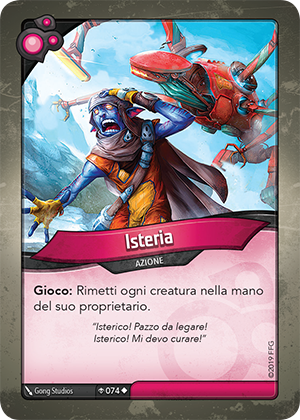 Isteria
AZIONE
Gioco: Rimetti ogni creatura nella mano
del suo proprietario.
"Isterico! Pazzo da legare!
Isterico! Mi devo curare!"
Gong Studios
074
©2019 FFG